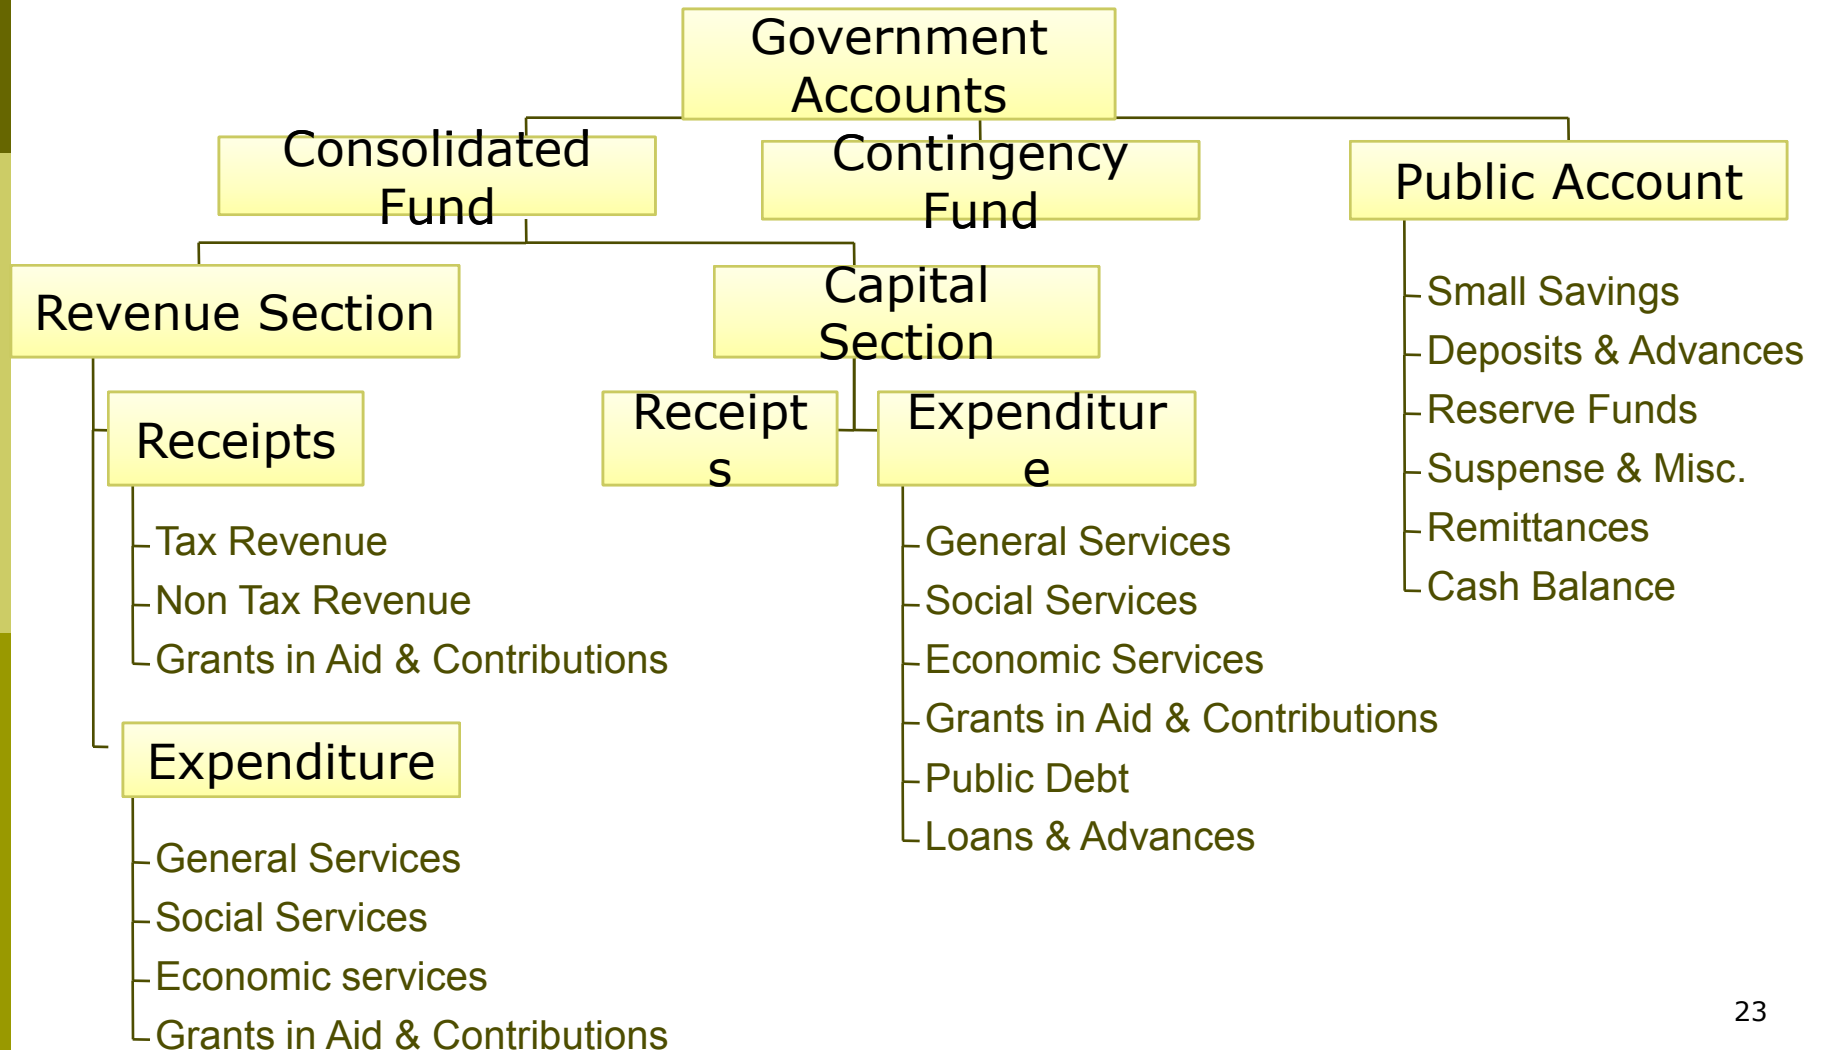 Government
Accounts
Consolidated
Fund
Contingency
Fund
Public Account
Revenue Section
Capital
Section
Small Savings
Deposits & Advances
Reserve Funds
Suspense & Misc.
Remittances
Cash Balance
Receipts
Receipt
s
Expenditur
e
Tax Revenue
Non Tax Revenue
Grants in Aid & Contributions
General Services
Social Services
Economic Services
Grants in Aid & Contributions
Public Debt
Loans & Advances
Expenditure
General Services
Social Services
Economic services
Grants in Aid & Contributions
23